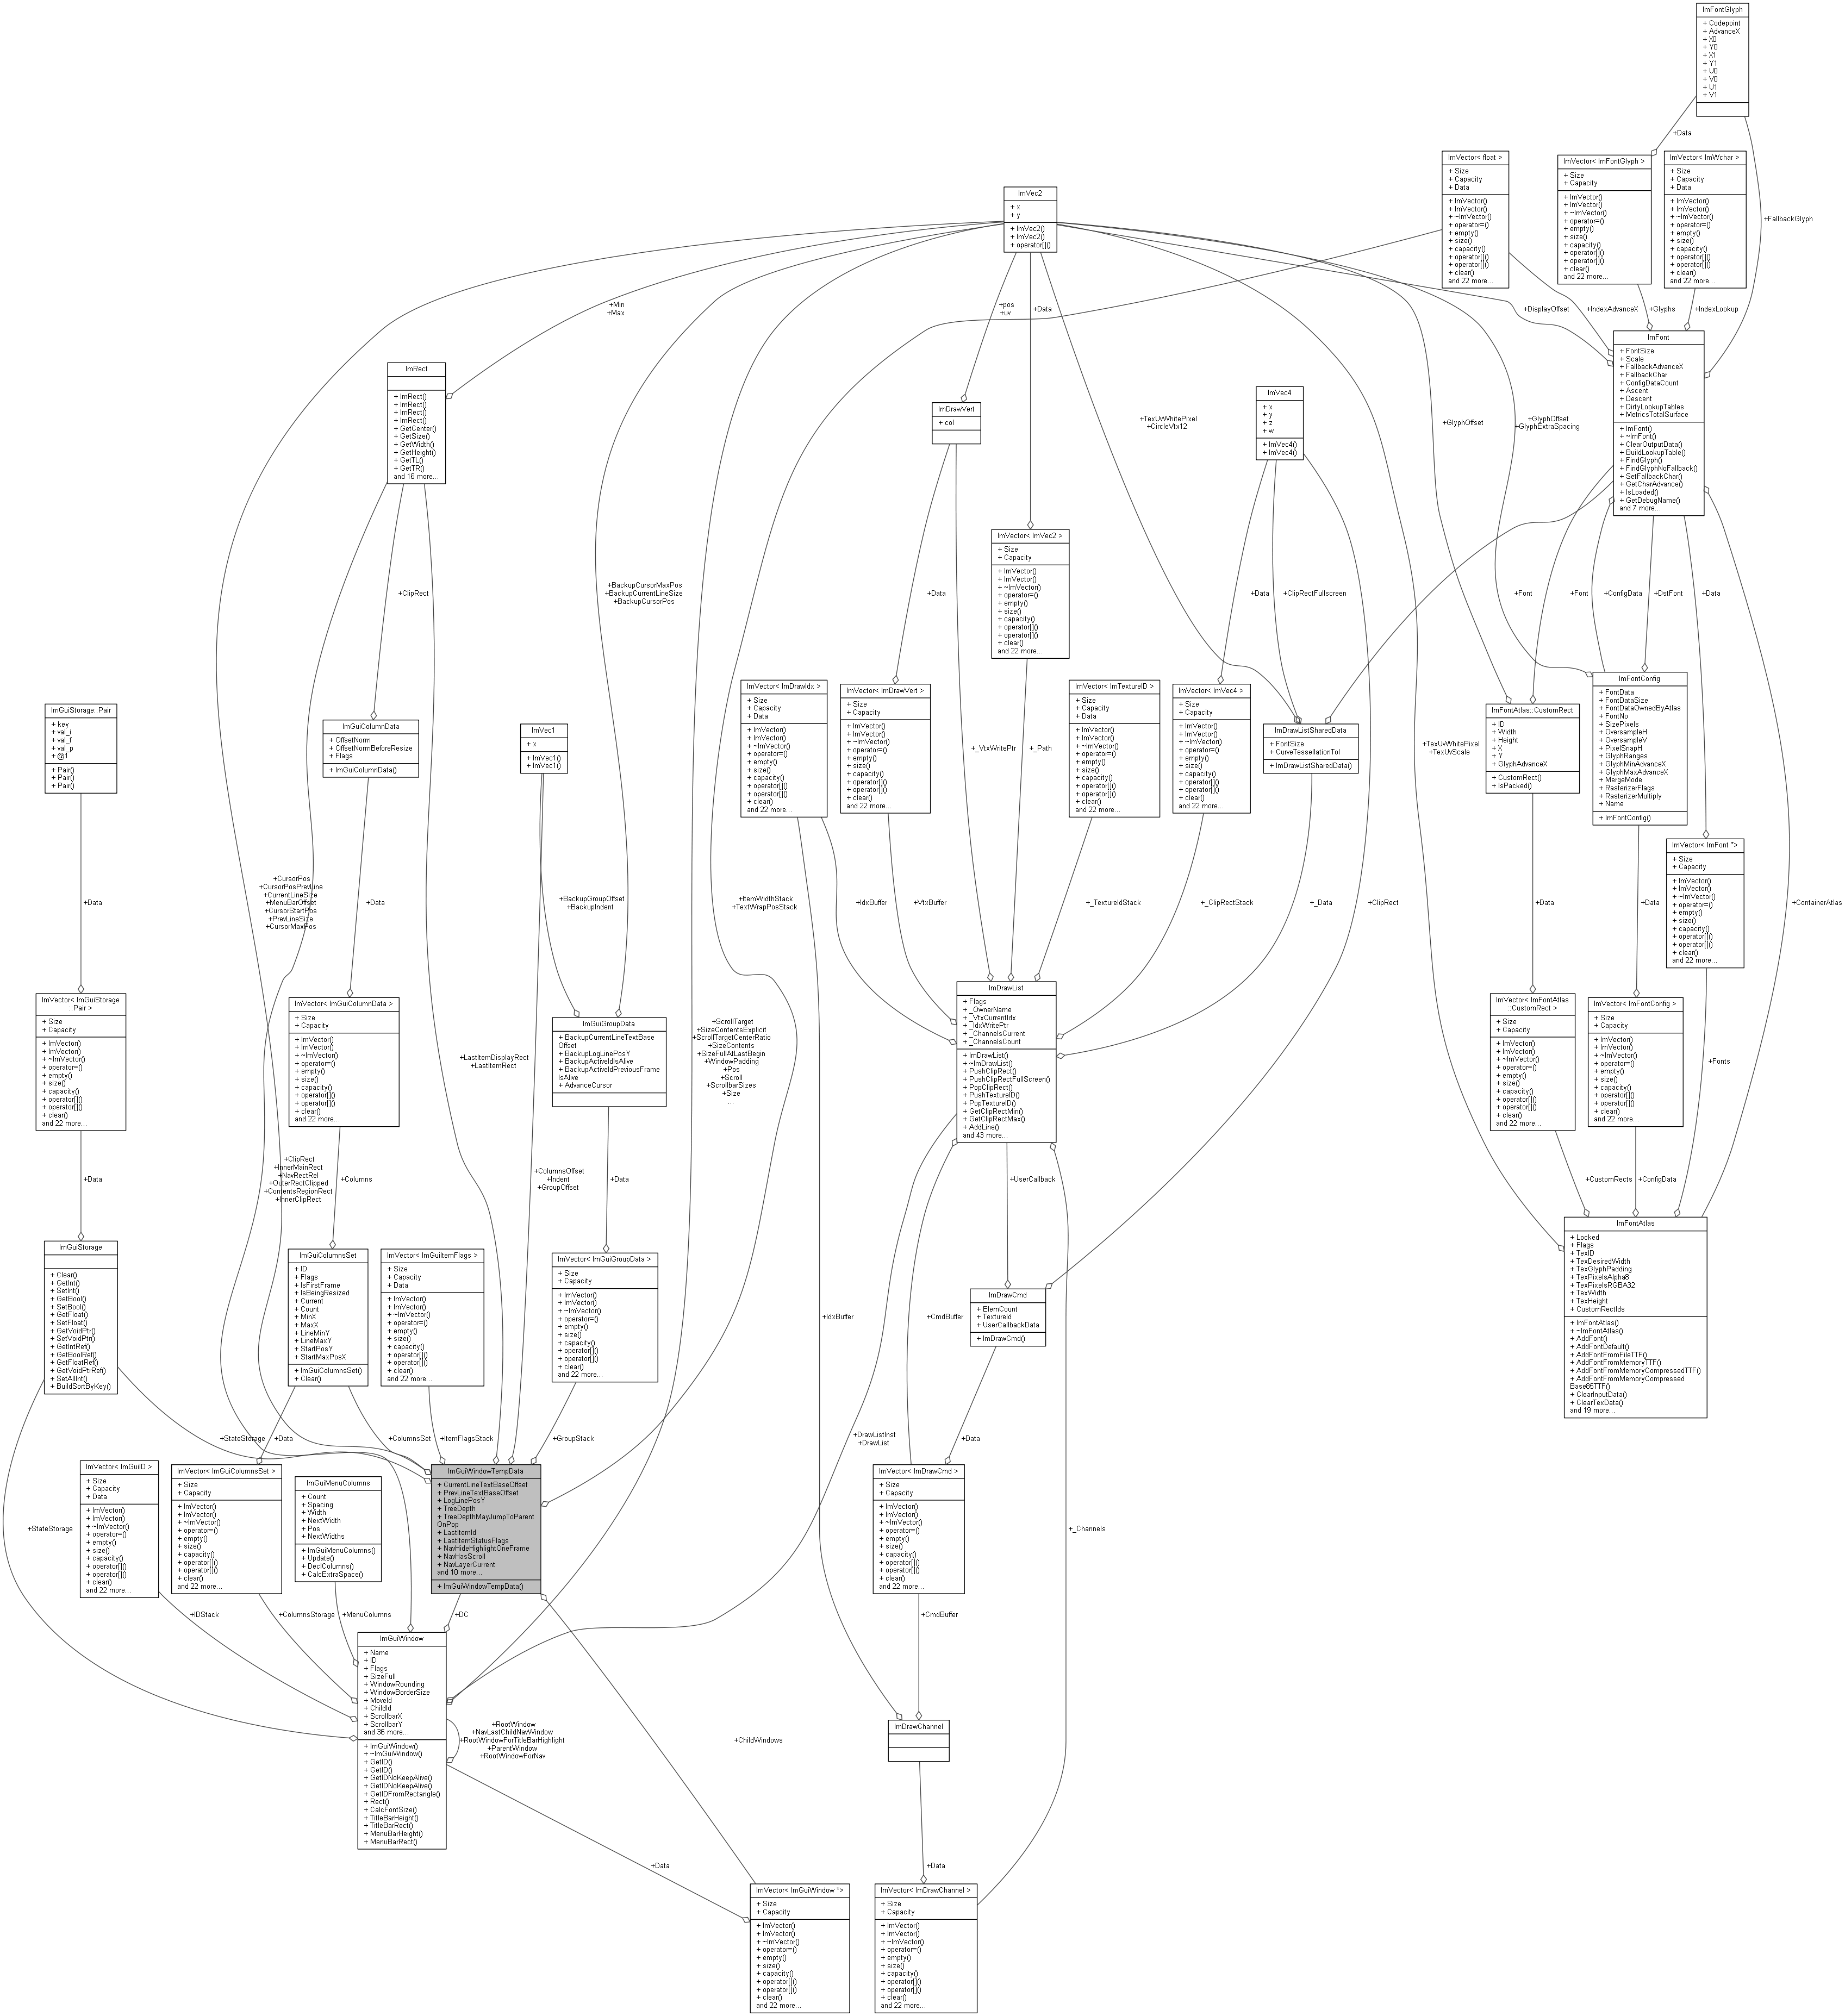 ImFontGlyph
+ Codepoint
+ AdvanceX
+ X0
+ Y0
+ X1
+ Y1
+ U0
+ V0
+ U1
+ V1
+Data
+FallbackGlyph
ImVector< float >
+ Size
+ Capacity
+ Data
+ ImVector()
+ ImVector()
+ ~ImVector()
+ operator=()
+ empty()
+ size()
+ capacity()
+ operator[]()
+ operator[]()
+ clear()
and 22 more...
ImVector< ImFontGlyph >
+ Size
+ Capacity
+ ImVector()
+ ImVector()
+ ~ImVector()
+ operator=()
+ empty()
+ size()
+ capacity()
+ operator[]()
+ operator[]()
+ clear()
and 22 more...
ImVector< ImWchar >
+ Size
+ Capacity
+ Data
+ ImVector()
+ ImVector()
+ ~ImVector()
+ operator=()
+ empty()
+ size()
+ capacity()
+ operator[]()
+ operator[]()
+ clear()
and 22 more...
ImVec2
+ x
+ y
+ ImVec2()
+ ImVec2()
+ operator[]()
+Min
+Max
+pos
+uv
+Data
+DisplayOffset
+IndexAdvanceX
+Glyphs
+IndexLookup
ImFont
+ FontSize
+ Scale
+ FallbackAdvanceX
+ FallbackChar
+ ConfigDataCount
+ Ascent
+ Descent
+ DirtyLookupTables
+ MetricsTotalSurface
+ ImFont()
+ ~ImFont()
+ ClearOutputData()
+ BuildLookupTable()
+ FindGlyph()
+ FindGlyphNoFallback()
+ SetFallbackChar()
+ GetCharAdvance()
+ IsLoaded()
+ GetDebugName()
and 7 more...
ImRect
+ ImRect()
+ ImRect()
+ ImRect()
+ ImRect()
+ GetCenter()
+ GetSize()
+ GetWidth()
+ GetHeight()
+ GetTL()
+ GetTR()
and 16 more...
ImDrawVert
+ col
ImVec4
+ x
+ y
+ z
+ w
+ ImVec4()
+ ImVec4()
+TexUvWhitePixel
+CircleVtx12
+GlyphOffset
+GlyphOffset
+GlyphExtraSpacing
ImVector< ImVec2 >
+ Size
+ Capacity
+ ImVector()
+ ImVector()
+ ~ImVector()
+ operator=()
+ empty()
+ size()
+ capacity()
+ operator[]()
+ operator[]()
+ clear()
and 22 more...
+ClipRect
+BackupCursorMaxPos
+BackupCurrentLineSize
+BackupCursorPos
+Data
+Data
+ClipRectFullscreen
+Font
+Font
+ConfigData
+DstFont
+Data
ImGuiStorage::Pair
+ key
+ val_i
+ val_f
+ val_p
+ @1
+ Pair()
+ Pair()
+ Pair()
ImGuiColumnData
+ OffsetNorm
+ OffsetNormBeforeResize
+ Flags
+ ImGuiColumnData()
ImVec1
+ x
+ ImVec1()
+ ImVec1()
ImVector< ImDrawIdx >
+ Size
+ Capacity
+ Data
+ ImVector()
+ ImVector()
+ ~ImVector()
+ operator=()
+ empty()
+ size()
+ capacity()
+ operator[]()
+ operator[]()
+ clear()
and 22 more...
ImVector< ImDrawVert >
+ Size
+ Capacity
+ ImVector()
+ ImVector()
+ ~ImVector()
+ operator=()
+ empty()
+ size()
+ capacity()
+ operator[]()
+ operator[]()
+ clear()
and 22 more...
+_VtxWritePtr
+_Path
ImVector< ImTextureID >
+ Size
+ Capacity
+ Data
+ ImVector()
+ ImVector()
+ ~ImVector()
+ operator=()
+ empty()
+ size()
+ capacity()
+ operator[]()
+ operator[]()
+ clear()
and 22 more...
ImVector< ImVec4 >
+ Size
+ Capacity
+ ImVector()
+ ImVector()
+ ~ImVector()
+ operator=()
+ empty()
+ size()
+ capacity()
+ operator[]()
+ operator[]()
+ clear()
and 22 more...
ImDrawListSharedData
+ FontSize
+ CurveTessellationTol
+ ImDrawListSharedData()
+TexUvWhitePixel
+TexUvScale
ImFontAtlas::CustomRect
+ ID
+ Width
+ Height
+ X
+ Y
+ GlyphAdvanceX
+ CustomRect()
+ IsPacked()
ImFontConfig
+ FontData
+ FontDataSize
+ FontDataOwnedByAtlas
+ FontNo
+ SizePixels
+ OversampleH
+ OversampleV
+ PixelSnapH
+ GlyphRanges
+ GlyphMinAdvanceX
+ GlyphMaxAdvanceX
+ MergeMode
+ RasterizerFlags
+ RasterizerMultiply
+ Name
+ ImFontConfig()
ImVector< ImFont *>
+ Size
+ Capacity
+ ImVector()
+ ImVector()
+ ~ImVector()
+ operator=()
+ empty()
+ size()
+ capacity()
+ operator[]()
+ operator[]()
+ clear()
and 22 more...
+Data
+CursorPos
+CursorPosPrevLine
+CurrentLineSize
+MenuBarOffset
+CursorStartPos
+PrevLineSize
+CursorMaxPos
+Data
+BackupGroupOffset
+BackupIndent
+ItemWidthStack
+TextWrapPosStack
+IdxBuffer
+VtxBuffer
+_TextureIdStack
+_ClipRectStack
+_Data
+ClipRect
+Data
+Data
+ContainerAtlas
ImVector< ImGuiStorage
::Pair >
+ Size
+ Capacity
+ ImVector()
+ ImVector()
+ ~ImVector()
+ operator=()
+ empty()
+ size()
+ capacity()
+ operator[]()
+ operator[]()
+ clear()
and 22 more...
ImVector< ImGuiColumnData >
+ Size
+ Capacity
+ ImVector()
+ ImVector()
+ ~ImVector()
+ operator=()
+ empty()
+ size()
+ capacity()
+ operator[]()
+ operator[]()
+ clear()
and 22 more...
+LastItemDisplayRect
+LastItemRect
ImGuiGroupData
+ BackupCurrentLineTextBase
Offset
+ BackupLogLinePosY
+ BackupActiveIdIsAlive
+ BackupActiveIdPreviousFrame
IsAlive
+ AdvanceCursor
+ScrollTarget
+SizeContentsExplicit
+ScrollTargetCenterRatio
+SizeContents
+SizeFullAtLastBegin
+WindowPadding
+Pos
+Scroll
+ScrollbarSizes
+Size
...
ImDrawList
+ Flags
+ _OwnerName
+ _VtxCurrentIdx
+ _IdxWritePtr
+ _ChannelsCurrent
+ _ChannelsCount
+ ImDrawList()
+ ~ImDrawList()
+ PushClipRect()
+ PushClipRectFullScreen()
+ PopClipRect()
+ PushTextureID()
+ PopTextureID()
+ GetClipRectMin()
+ GetClipRectMax()
+ AddLine()
and 43 more...
ImVector< ImFontAtlas
::CustomRect >
+ Size
+ Capacity
+ ImVector()
+ ImVector()
+ ~ImVector()
+ operator=()
+ empty()
+ size()
+ capacity()
+ operator[]()
+ operator[]()
+ clear()
and 22 more...
ImVector< ImFontConfig >
+ Size
+ Capacity
+ ImVector()
+ ImVector()
+ ~ImVector()
+ operator=()
+ empty()
+ size()
+ capacity()
+ operator[]()
+ operator[]()
+ clear()
and 22 more...
+Fonts
+Data
+ClipRect
+InnerMainRect
+NavRectRel
+OuterRectClipped
+ContentsRegionRect
+InnerClipRect
+Columns
+ColumnsOffset
+Indent
+GroupOffset
+Data
+UserCallback
+CustomRects
+ConfigData
ImGuiStorage
+ Clear()
+ GetInt()
+ SetInt()
+ GetBool()
+ SetBool()
+ GetFloat()
+ SetFloat()
+ GetVoidPtr()
+ SetVoidPtr()
+ GetIntRef()
+ GetBoolRef()
+ GetFloatRef()
+ GetVoidPtrRef()
+ SetAllInt()
+ BuildSortByKey()
ImGuiColumnsSet
+ ID
+ Flags
+ IsFirstFrame
+ IsBeingResized
+ Current
+ Count
+ MinX
+ MaxX
+ LineMinY
+ LineMaxY
+ StartPosY
+ StartMaxPosX
+ ImGuiColumnsSet()
+ Clear()
ImVector< ImGuiItemFlags >
+ Size
+ Capacity
+ Data
+ ImVector()
+ ImVector()
+ ~ImVector()
+ operator=()
+ empty()
+ size()
+ capacity()
+ operator[]()
+ operator[]()
+ clear()
and 22 more...
ImVector< ImGuiGroupData >
+ Size
+ Capacity
+ ImVector()
+ ImVector()
+ ~ImVector()
+ operator=()
+ empty()
+ size()
+ capacity()
+ operator[]()
+ operator[]()
+ clear()
and 22 more...
+IdxBuffer
+CmdBuffer
ImDrawCmd
+ ElemCount
+ TextureId
+ UserCallbackData
+ ImDrawCmd()
ImFontAtlas
+ Locked
+ Flags
+ TexID
+ TexDesiredWidth
+ TexGlyphPadding
+ TexPixelsAlpha8
+ TexPixelsRGBA32
+ TexWidth
+ TexHeight
+ CustomRectIds
+ ImFontAtlas()
+ ~ImFontAtlas()
+ AddFont()
+ AddFontDefault()
+ AddFontFromFileTTF()
+ AddFontFromMemoryTTF()
+ AddFontFromMemoryCompressedTTF()
+ AddFontFromMemoryCompressed
Base85TTF()
+ ClearInputData()
+ ClearTexData()
and 19 more...
+StateStorage
+Data
+ColumnsSet
+ItemFlagsStack
+GroupStack
+DrawListInst
+DrawList
+Data
+StateStorage
ImVector< ImGuiID >
+ Size
+ Capacity
+ Data
+ ImVector()
+ ImVector()
+ ~ImVector()
+ operator=()
+ empty()
+ size()
+ capacity()
+ operator[]()
+ operator[]()
+ clear()
and 22 more...
ImVector< ImGuiColumnsSet >
+ Size
+ Capacity
+ ImVector()
+ ImVector()
+ ~ImVector()
+ operator=()
+ empty()
+ size()
+ capacity()
+ operator[]()
+ operator[]()
+ clear()
and 22 more...
ImGuiMenuColumns
+ Count
+ Spacing
+ Width
+ NextWidth
+ Pos
+ NextWidths
+ ImGuiMenuColumns()
+ Update()
+ DeclColumns()
+ CalcExtraSpace()
ImGuiWindowTempData
+ CurrentLineTextBaseOffset
+ PrevLineTextBaseOffset
+ LogLinePosY
+ TreeDepth
+ TreeDepthMayJumpToParent
OnPop
+ LastItemId
+ LastItemStatusFlags
+ NavHideHighlightOneFrame
+ NavHasScroll
+ NavLayerCurrent
and 10 more...
+ ImGuiWindowTempData()
ImVector< ImDrawCmd >
+ Size
+ Capacity
+ ImVector()
+ ImVector()
+ ~ImVector()
+ operator=()
+ empty()
+ size()
+ capacity()
+ operator[]()
+ operator[]()
+ clear()
and 22 more...
+_Channels
+IDStack
+ColumnsStorage
+MenuColumns
+DC
+CmdBuffer
ImGuiWindow
+ Name
+ ID
+ Flags
+ SizeFull
+ WindowRounding
+ WindowBorderSize
+ MoveId
+ ChildId
+ ScrollbarX
+ ScrollbarY
and 36 more...
+ ImGuiWindow()
+ ~ImGuiWindow()
+ GetID()
+ GetID()
+ GetIDNoKeepAlive()
+ GetIDNoKeepAlive()
+ GetIDFromRectangle()
+ Rect()
+ CalcFontSize()
+ TitleBarHeight()
+ TitleBarRect()
+ MenuBarHeight()
+ MenuBarRect()
+RootWindow
+NavLastChildNavWindow
+RootWindowForTitleBarHighlight
+ParentWindow
+RootWindowForNav
+ChildWindows
ImDrawChannel
+Data
+Data
ImVector< ImGuiWindow *>
+ Size
+ Capacity
+ ImVector()
+ ImVector()
+ ~ImVector()
+ operator=()
+ empty()
+ size()
+ capacity()
+ operator[]()
+ operator[]()
+ clear()
and 22 more...
ImVector< ImDrawChannel >
+ Size
+ Capacity
+ ImVector()
+ ImVector()
+ ~ImVector()
+ operator=()
+ empty()
+ size()
+ capacity()
+ operator[]()
+ operator[]()
+ clear()
and 22 more...